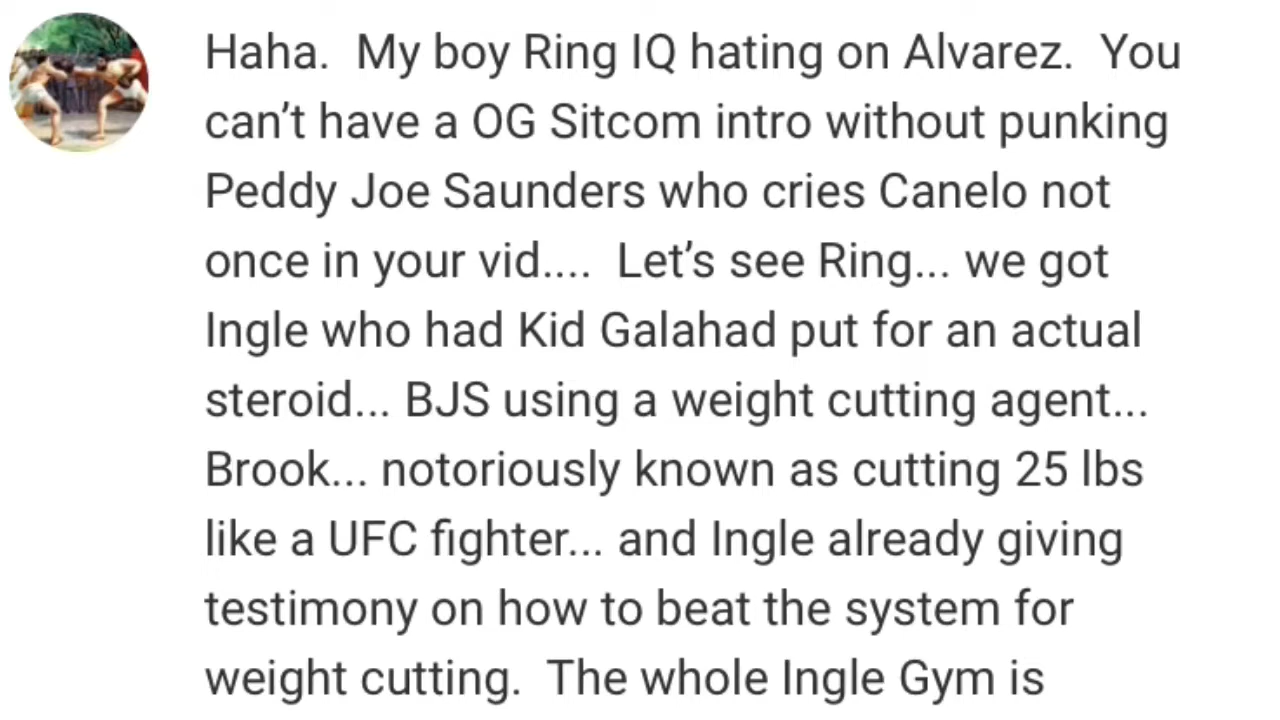 Haha.  My boy Ring IQ hating on Alvarez.  You
can’t have a OG Sitcom intro without punking
Peddy Joe Saunders who cries Canelo not
once in your vid....  Let’s see Ring... we got
Ingle who had Kid Galahad put for an actual
steroid... BJS using a weight cutting agent...
Brook... notoriously known as cutting 25 lbs
like a UFC fighter... and Ingle already giving
testimony on how to beat the system for
weight cutting.  The whole Ingle Gym is